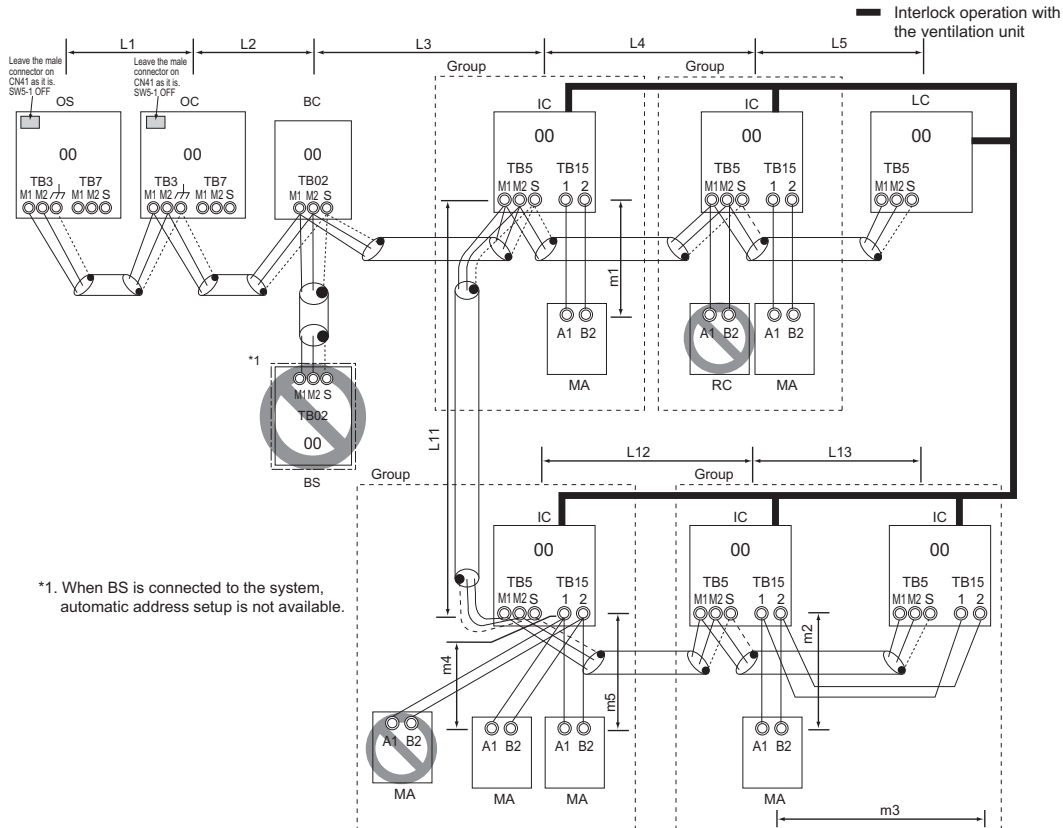 Interlock operation with
the ventilation unit
L1 L2 L3 L4 L5
Leave the male
connector on
CN41 as it is.
SW5-1 OFF
Leave the male
connector on
CN41 as it is.
SW5-1 OFF
Group Group
OS OC BC IC IC LC
00 00 00 00 00 00
TB3 TB7 TB3 TB7 TB02 TB5 TB15 TB5 TB15 TB5
M1 M2 M1 M2 S M1 M2 M1 M2 S M1 M2 S M1 M2 S 1 2 M1 M2 S 1 2 M1 M2 S
m1
A1 B2 A1 B2 A1 B2
MA RC MA
*1
M1 M2 S
TB02
00
BS
L11
L12 L13
Group Group
IC IC IC
00 00 00
TB5 TB15 TB5 TB15 TB5 TB15
M1 M2 S 1 2 M1 M2 S 1 2 M1 M2 S 1 2
*1. When BS is connected to the system,
automatic address setup is not available.
m4 m5 m2
A1 B2 A1 B2 A1 B2 A1 B2
MA MA MA MA
m3